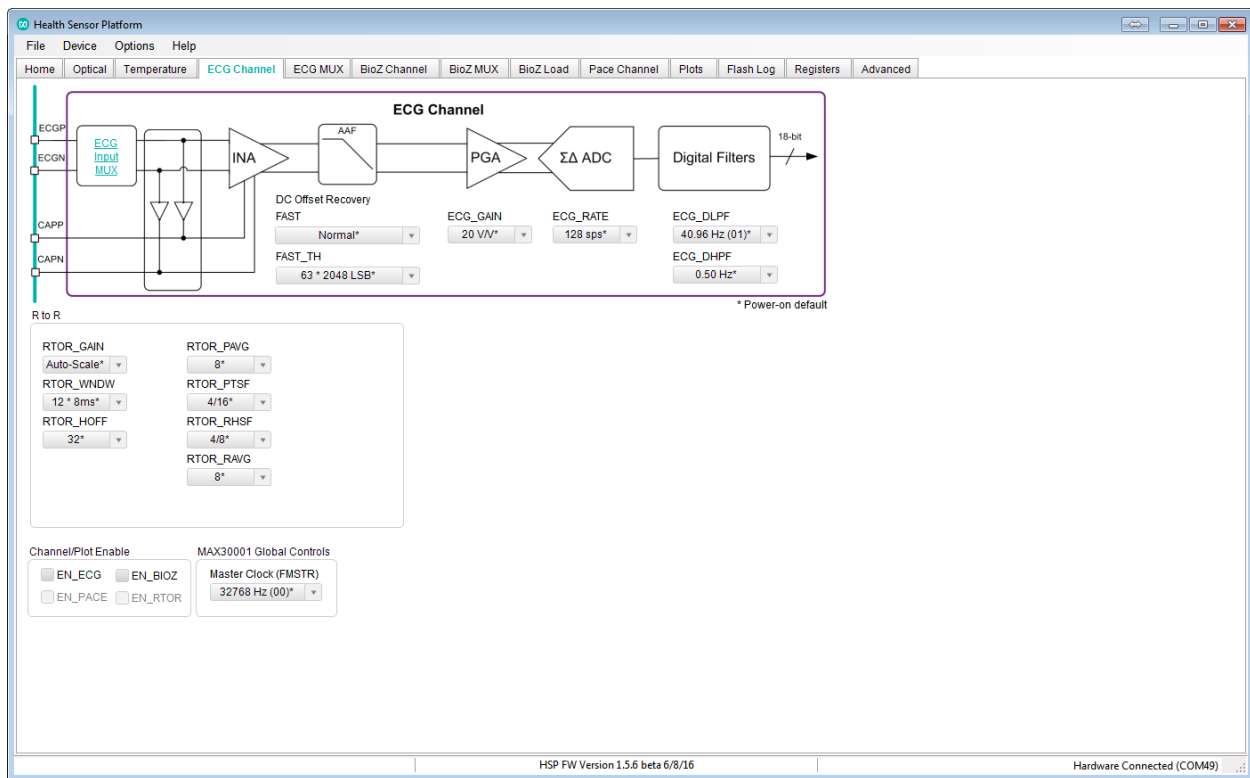 Health Sensor Platform
File Device Options Help
Home Optical Temperature ECG Channel ECG MUX BioZ Channel BioZ MUX BioZ Load Pace Channel Plots Flash Log Registers Advanced
ECG Channel
ECGP
ECGN
CAPP
CAPN
ECG
Input
MUX
INA
AAF
PGA
ΣΔ ADC
Digital Filters
18-bit
DC Offset Recovery
FAST
Normal*
FAST_TH
63 * 2048 LSB*
ECG_GAIN
20 V/V*
ECG_RATE
128 sps*
ECG_DLPF
40.96 Hz (01)*
ECG_DHPF
0.50 Hz*
* Power-on default
R to R
RTOR_GAIN
Auto-Scale*
RTOR_WNDW
12 * 8ms*
RTOR_HOFF
32*
RTOR_PAVG
8*
RTOR_PTSF
4/16*
RTOR_RHSF
4/8*
RTOR_RAVG
8*
Channel/Plot Enable
EN_ECG EN_BIOZ
EN_PACE EN_RTOR
MAX30001 Global Controls
Master Clock (FMSTR)
32768 Hz (00)*
HSP FW Version 1.5.6 beta 6/8/16
Hardware Connected (COM49)